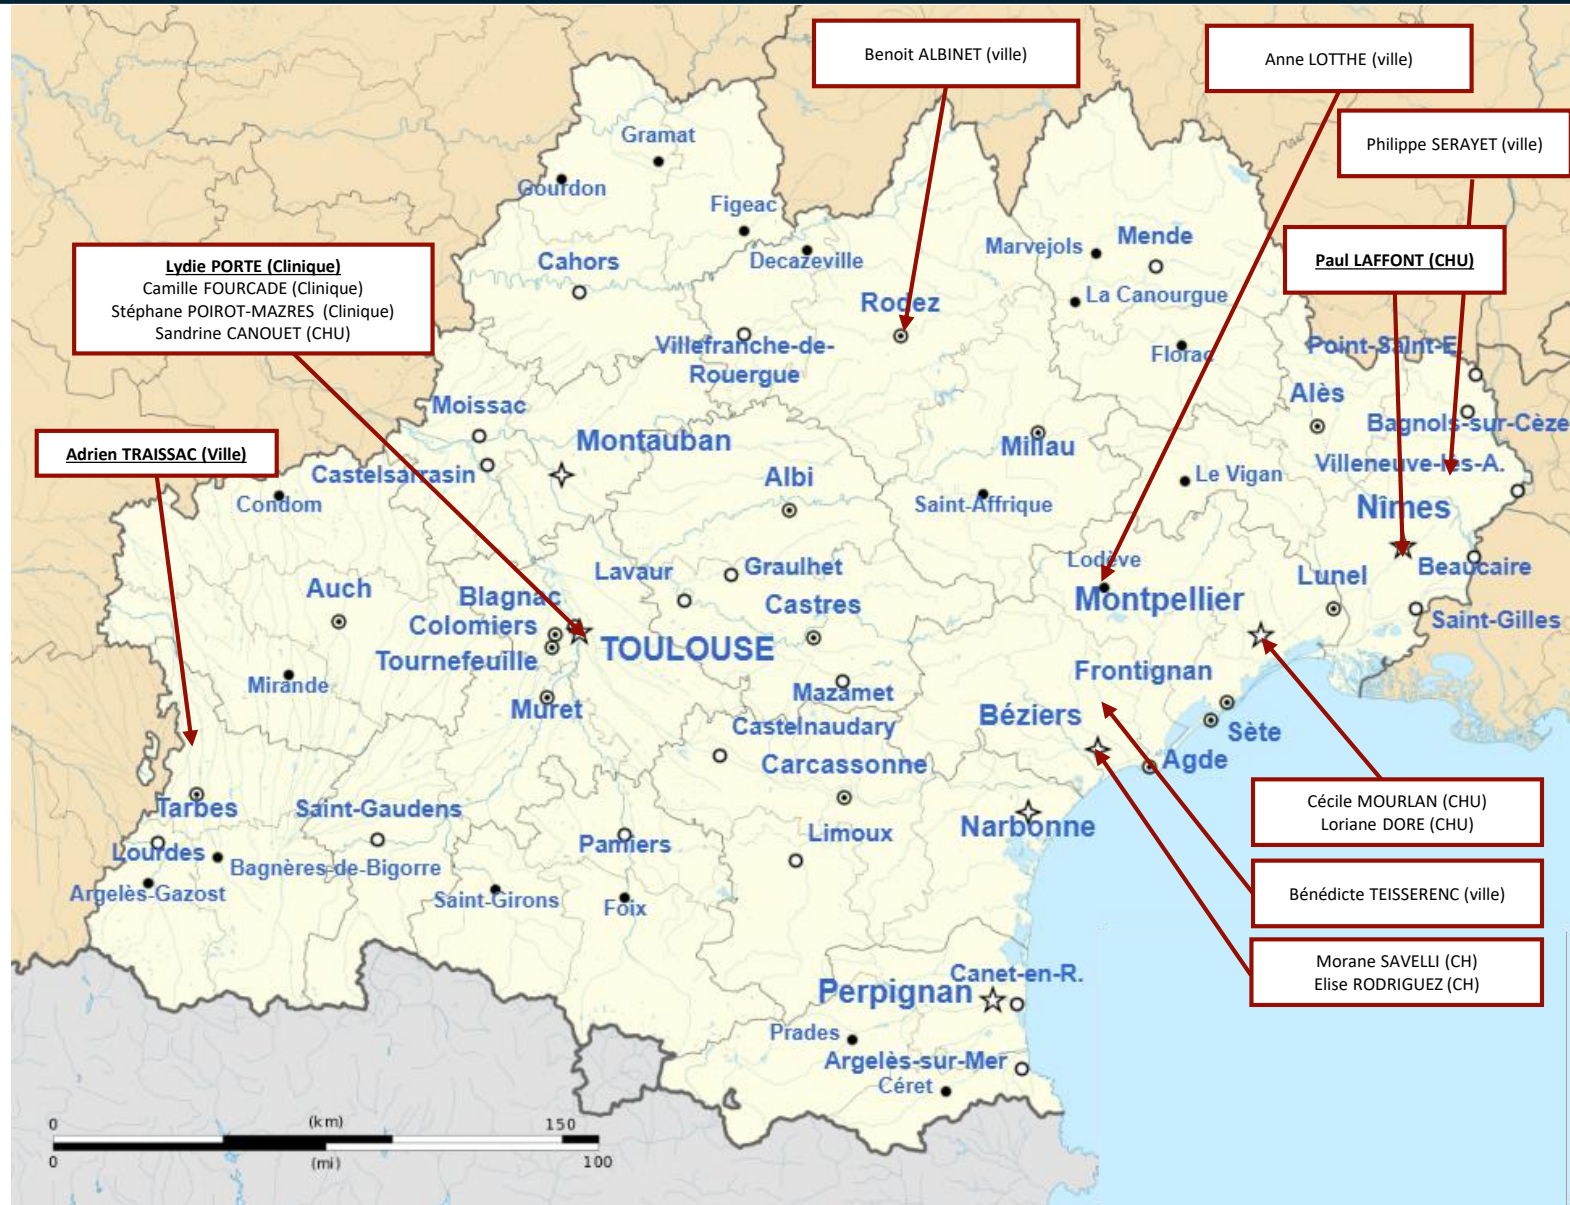 Benoit ALBINET (ville)
Anne LOTTHE (ville)
Philippe SERAYET (ville)
Paul LAFFONT (CHU)
Lydie PORTE (Clinique)
Camille FOURCADE (Clinique)
Stéphane POIROT-MAZRES (Clinique)
Sandrine CANOUET (CHU)
Adrien TRAISSAC (Ville)
Gramat
Gourdon
Figeac
Cahors
Decazeville
Marvejols
Mende
La Canourgue
Rodez
Villefranche-de-
Rouergue
Florac
Point-Saint-E.
Alès
Bagnols-sur-Cèze
Moissac
Montauban
Millau
Villeneuve-lès-A.
Castelsarrasin
Albi
Le Vigan
Condom
Saint-Affrique
Nîmes
Lavaur
Graulhet
Lodève
Beaucaire
Lunel
Auch
Blagnac
Castres
Montpellier
Saint-Gilles
Colomiers
TOULOUSE
Tournefeuille
Mirande
Mazamet
Frontignan
Muret
Castelnaudary
Béziers
Sète
Carcassonne
Agde
Tarbes
Saint-Gaudens
Pamiers
Limoux
Narbonne
Lourdes
Bagnères-de-Bigorre
Argelès-Gazost
Saint-Girons
Foix
Cécile MOURLAN (CHU)
Loriane DORE (CHU)
Bénédicte TEISSERENC (ville)
Morane SAVELLI (CH)
Elise RODRIGUEZ (CH)
Canet-en-R.
Perpignan
Prades
Argelès-sur-Mer
Céret
0 (km) 150
0 (mi) 100